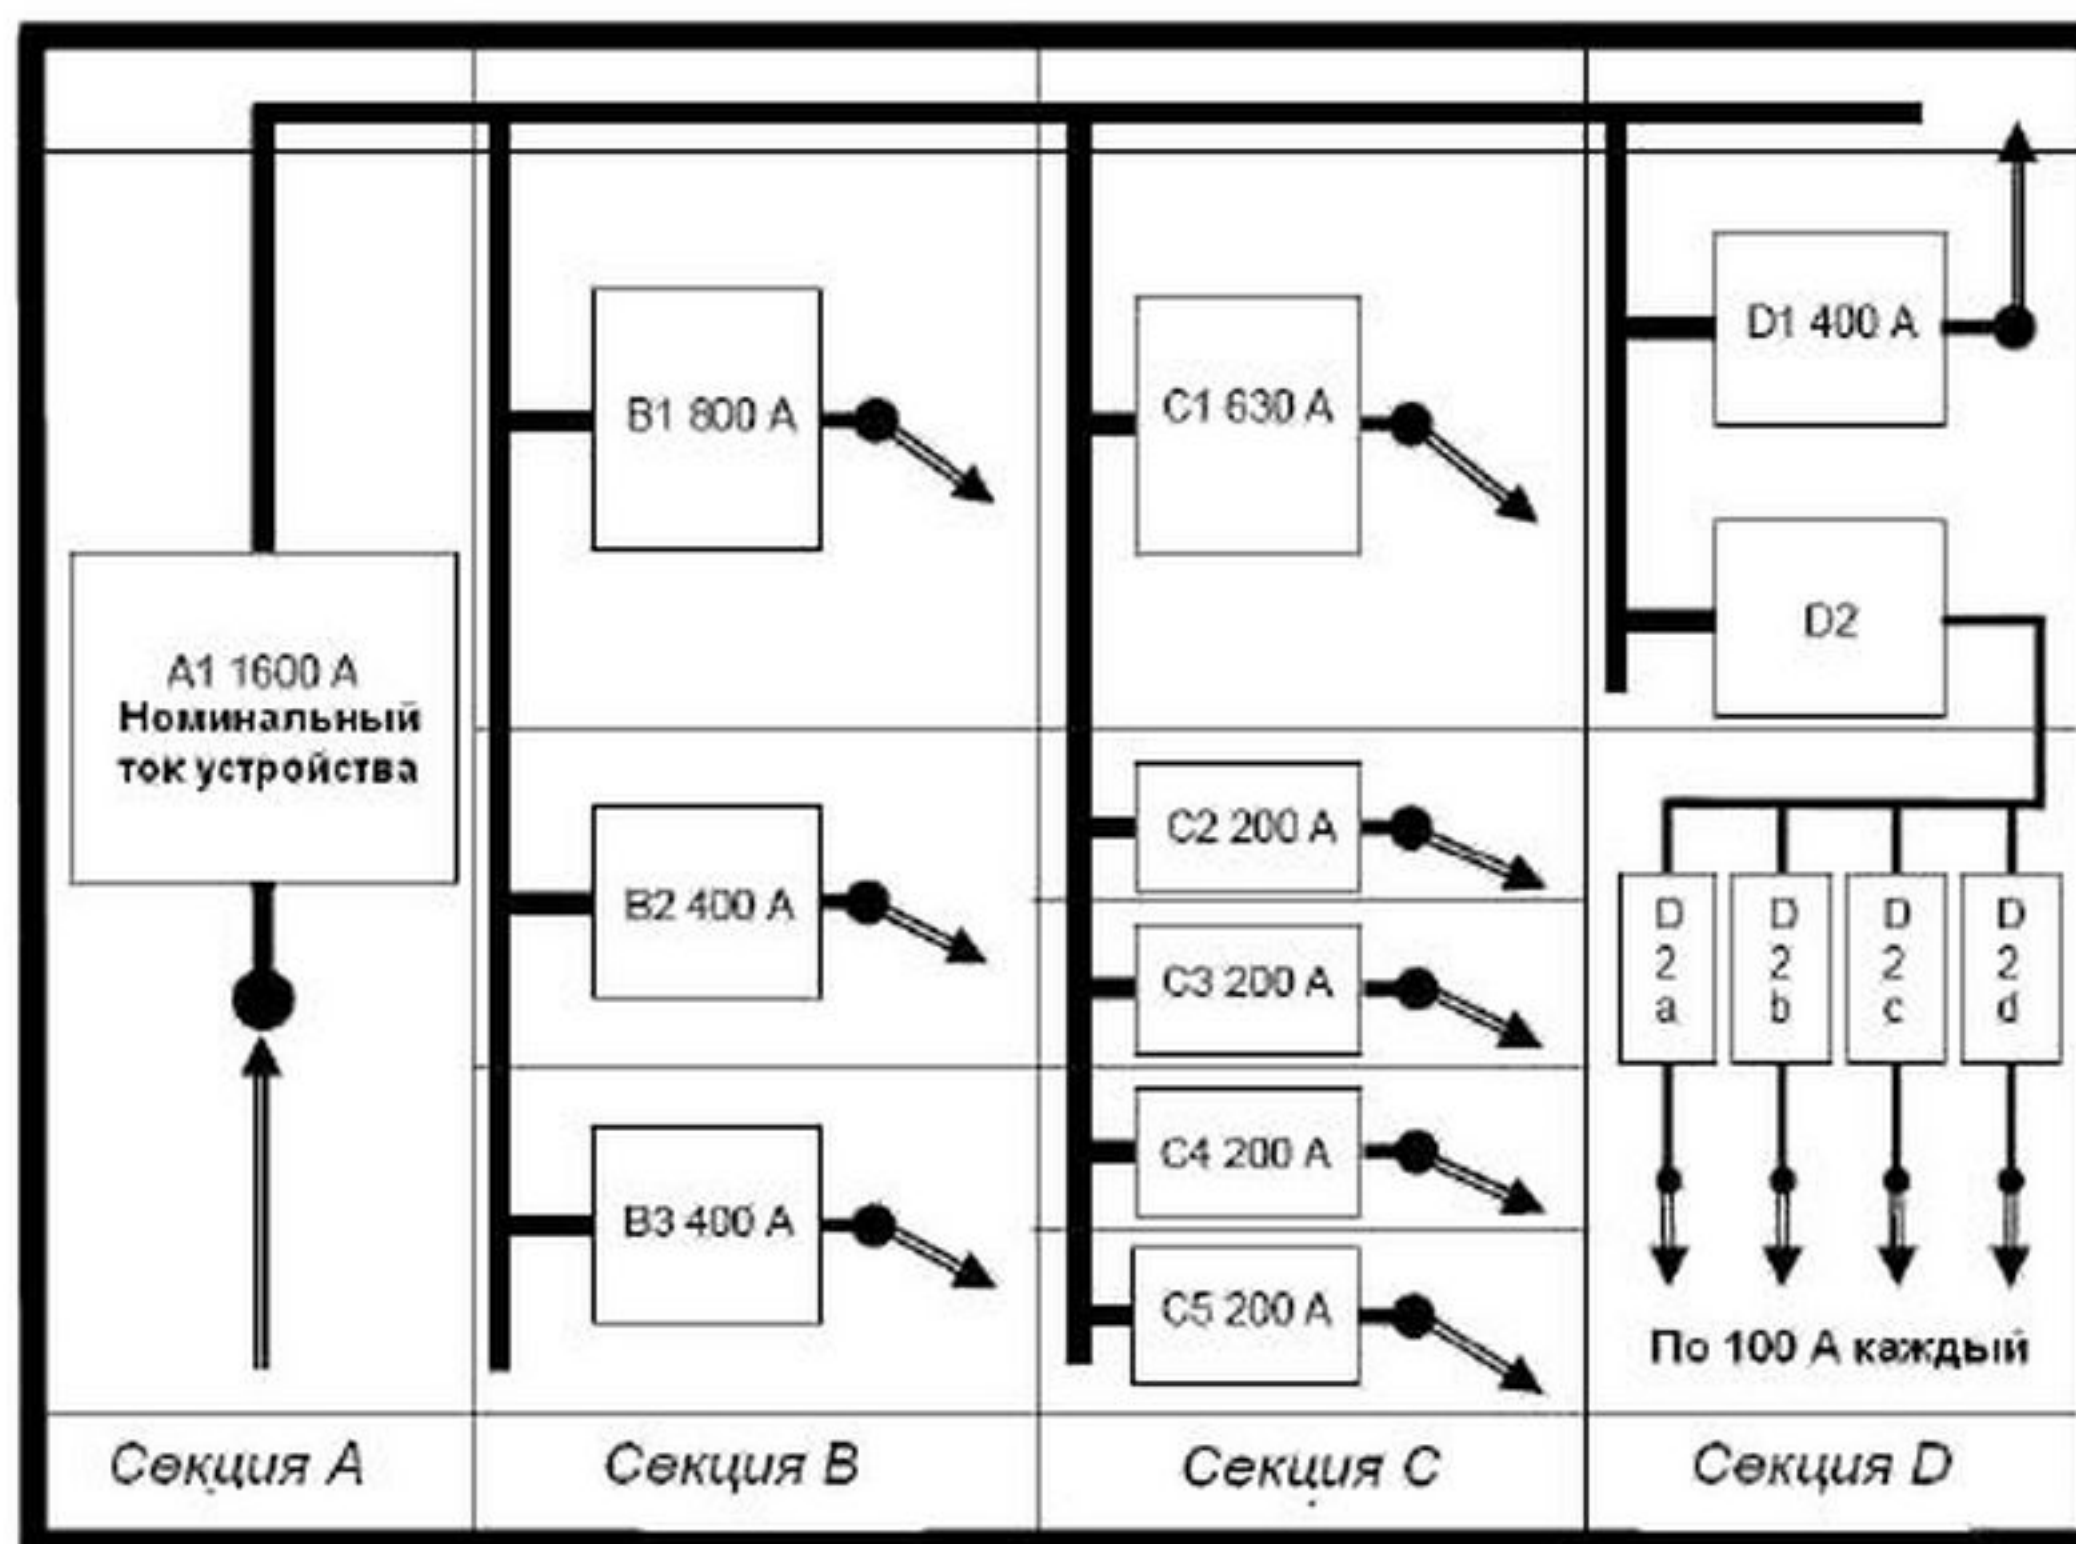 A1 1600 A
Номинальный
ток устройства
B1 800 A
B2 400 A
B3 400 A
C1 630 A
C2 200 A
C3 200 A
C4 200 A
C5 200 A
D1 400 A
D2
D
2
a
D
2
b
D
2
c
D
2
d
По 100 А каждый
Секция A
Секция B
Секция C
Секция D